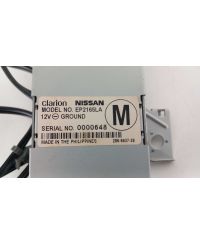 Clarion NISSAN
MODEL NO. EP2165LA
12V ⊖ GROUND
M
SERIAL NO. 0000648
MADE IN THE PHILIPPINES